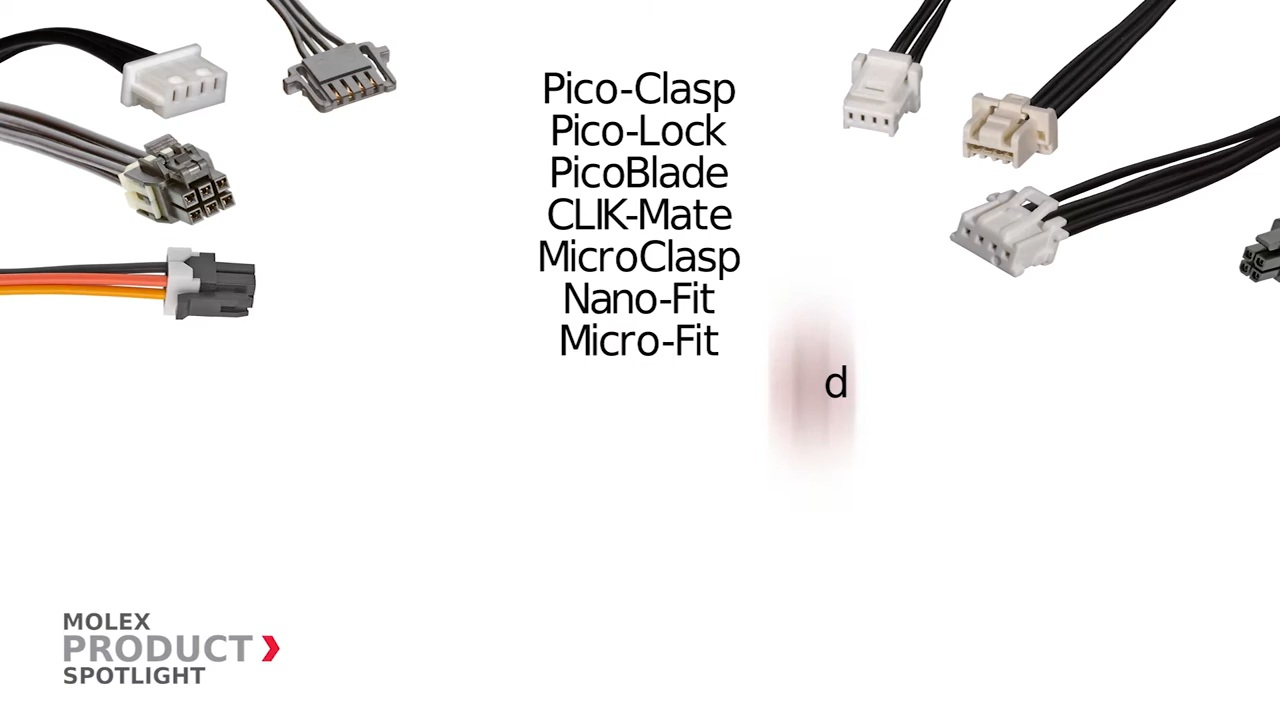 Pico-Clasp
Pico-Lock
PicoBlade
CLIK-Mate
MicroClasp
Nano-Fit
Micro-Fit
d
MOLEX
PRODUCT
SPOTLIGHT